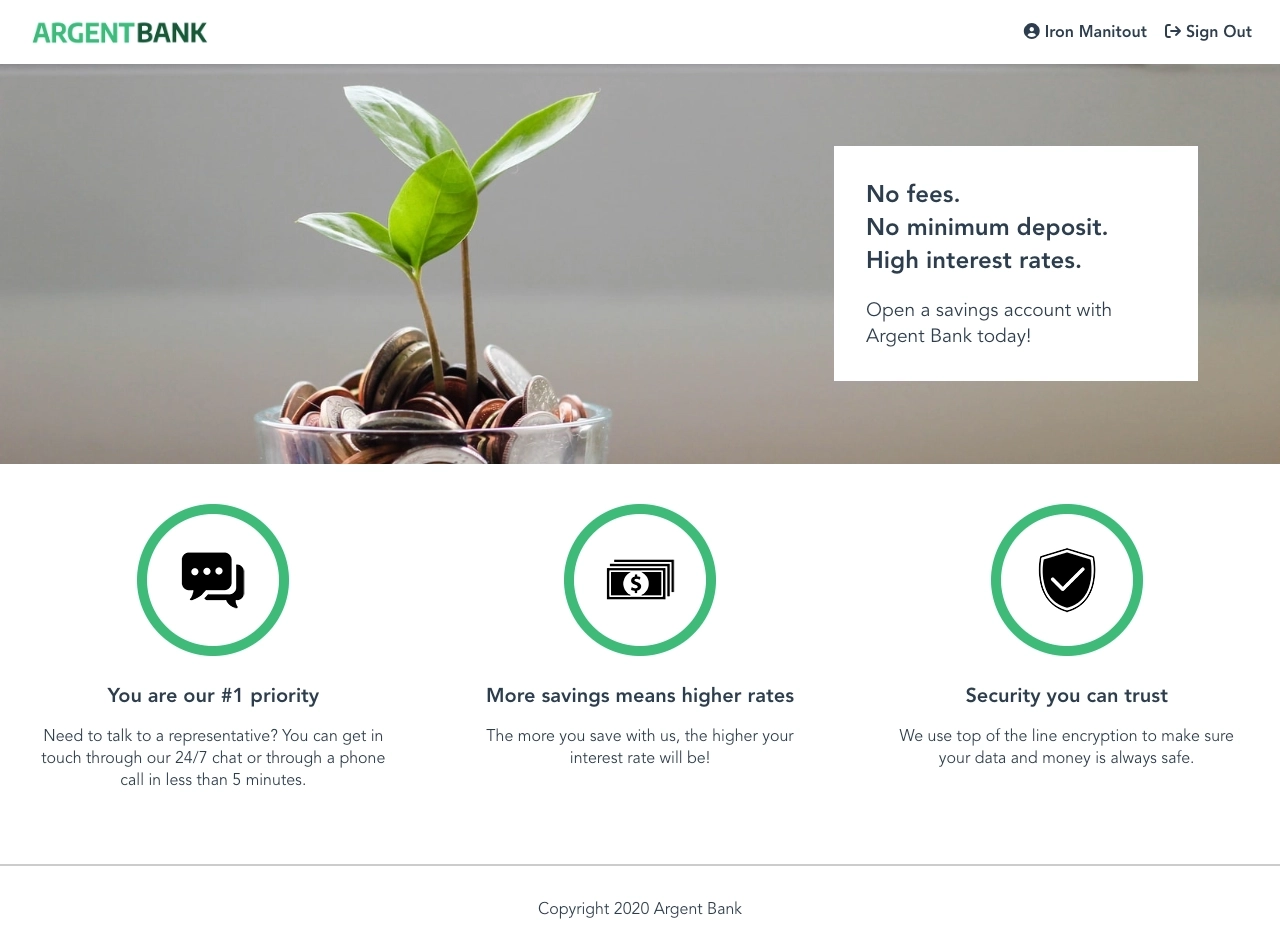 ARGENTBANK
Iron Manitout
Sign Out
No fees.
No minimum deposit.
High interest rates.
Open a savings account with
Argent Bank today!
You are our #1 priority
Need to talk to a representative? You can get in
touch through our 24/7 chat or through a phone
call in less than 5 minutes.
More savings means higher rates
The more you save with us, the higher your
interest rate will be!
Security you can trust
We use top of the line encryption to make sure
your data and money is always safe.
Copyright 2020 Argent Bank